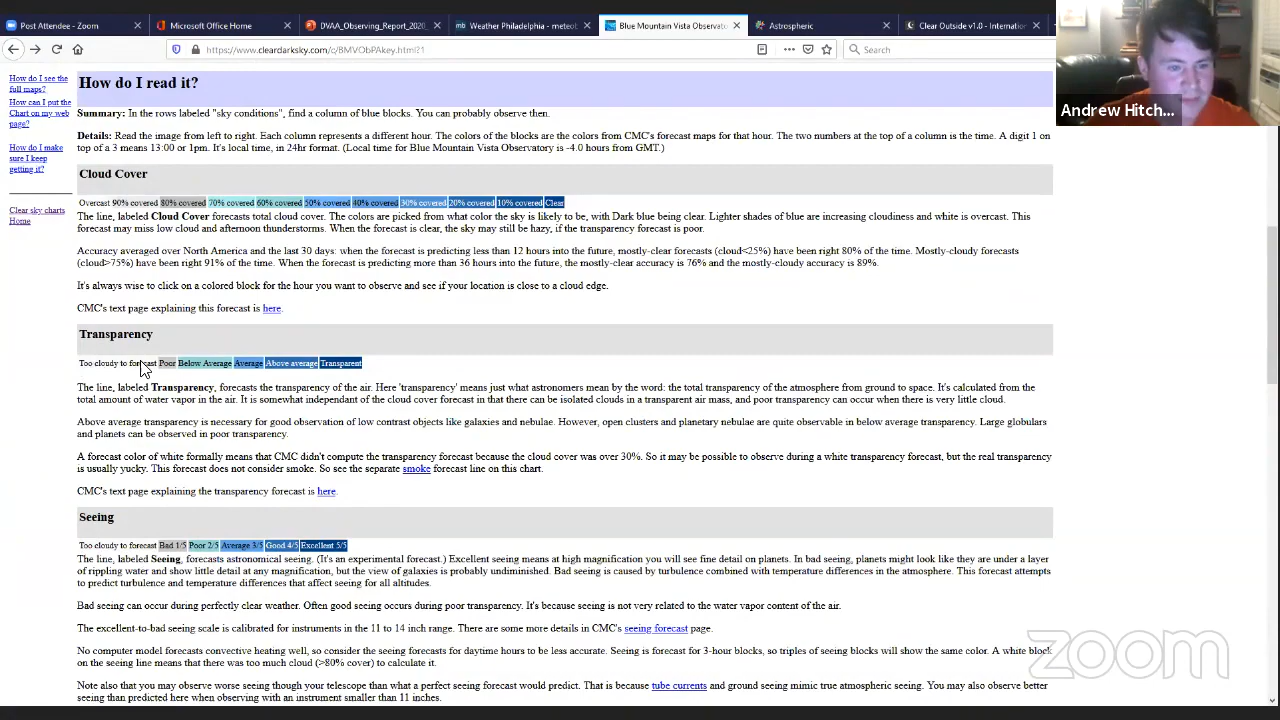 Post Attendee - Zoom
Microsoft Office Home
DVAA_Observing_Report_2020
Weather Philadelphia - meteob
Blue Mountain Vista Observato
Astrospheric
Clear Outside v1.0 - Internation
https://www.cleardarksky.com/c/BMVObPAkey.html?1
Search
Andrew Hitch...
How do I see the
full maps?
How can I put the
Chart on my web
page?
How do I make
sure I keep
getting it?
Clear sky charts
Home
How do I read it?
Summary: In the rows labeled "sky conditions", find a column of blue blocks. You can probably observe then.
Details: Read the image from left to right. Each column represents a different hour. The colors of the blocks are the colors from CMC's forecast maps for that hour. The two numbers at the top of a column is the time. A digit 1 on
top of a 3 means 13:00 or 1pm. It's local time, in 24hr format. (Local time for Blue Mountain Vista Observatory is -4.0 hours from GMT.)
Cloud Cover
Overcast 90% covered 80% covered 70% covered 60% covered 50% covered 40% covered 30% covered 20% covered 10% covered Clear
The line, labeled Cloud Cover forecasts total cloud cover. The colors are picked from what color the sky is likely to be, with Dark blue being clear. Lighter shades of blue are increasing cloudiness and white is overcast. This
forecast may miss low cloud and afternoon thunderstorms. When the forecast is clear, the sky may still be hazy, if the transparency forecast is poor.
Accuracy averaged over North America and the last 30 days: when the forecast is predicting less than 12 hours into the future, mostly-clear forecasts (cloud<25%) have been right 80% of the time. Mostly-cloudy forecasts
(cloud>75%) have been right 91% of the time. When the forecast is predicting more than 36 hours into the future, the mostly-clear accuracy is 76% and the mostly-cloudy accuracy is 89%.
It's always wise to click on a colored block for the hour you want to observe and see if your location is close to a cloud edge.
CMC's text page explaining this forecast is here.
Transparency
Too cloudy to forecast Poor Below Average Average Above average Transparent
The line, labeled Transparency, forecasts the transparency of the air. Here 'transparency' means just what astronomers mean by the word: the total transparency of the atmosphere from ground to space. It's calculated from the
total amount of water vapor in the air. It is somewhat independant of the cloud cover forecast in that there can be isolated clouds in a transparent air mass, and poor transparency can occur when there is very little cloud.
Above average transparency is necessary for good observation of low contrast objects like galaxies and nebulae. However, open clusters and planetary nebulae are quite observable in below average transparency. Large globulars
and planets can be observed in poor transparency.
A forecast color of white formally means that CMC didn't compute the transparency forecast because the cloud cover was over 30%. So it may be possible to observe during a white transparency forecast, but the real transparency
is usually yucky. This forecast does not consider smoke. So see the separate smoke forecast line on this chart.
CMC's text page explaining the transparency forecast is here.
Seeing
Too cloudy to forecast Bad 1/5 Poor 2/5 Average 3/5 Good 4/5 Excellent 5/5
The line, labeled Seeing, forecasts astronomical seeing. (It's an experimental forecast.) Excellent seeing means at high magnification you will see fine detail on planets. In bad seeing, planets might look like they are under a layer
of rippling water and show little detail at any magnification, but the view of galaxies is probably undiminished. Bad seeing is caused by turbulence combined with temperature differences in the atmosphere. This forecast attempts
to predict turbulence and temperature differences that affect seeing for all altitudes.
Bad seeing can occur during perfectly clear weather. Often good seeing occurs during poor transparency. It's because seeing is not very related to the water vapor content of the air.
The excellent-to-bad seeing scale is calibrated for instruments in the 11 to 14 inch range. There are some more details in CMC's seeing forecast page.
No computer model forecasts convective heating well, so consider the seeing forecasts for daytime hours to be less accurate. Seeing is forecast for 3-hour blocks, so triples of seeing blocks will show the same color. A white block
on the seeing line means that there was too much cloud (>80% cover) to calculate it.
Note also that you may observe worse seeing though your telescope than what a perfect seeing forecast would predict. That is because tube currents and ground seeing mimic true atmospheric seeing. You may also observe better
seeing than predicted here when observing with an instrument smaller than 11 inches.
zoom